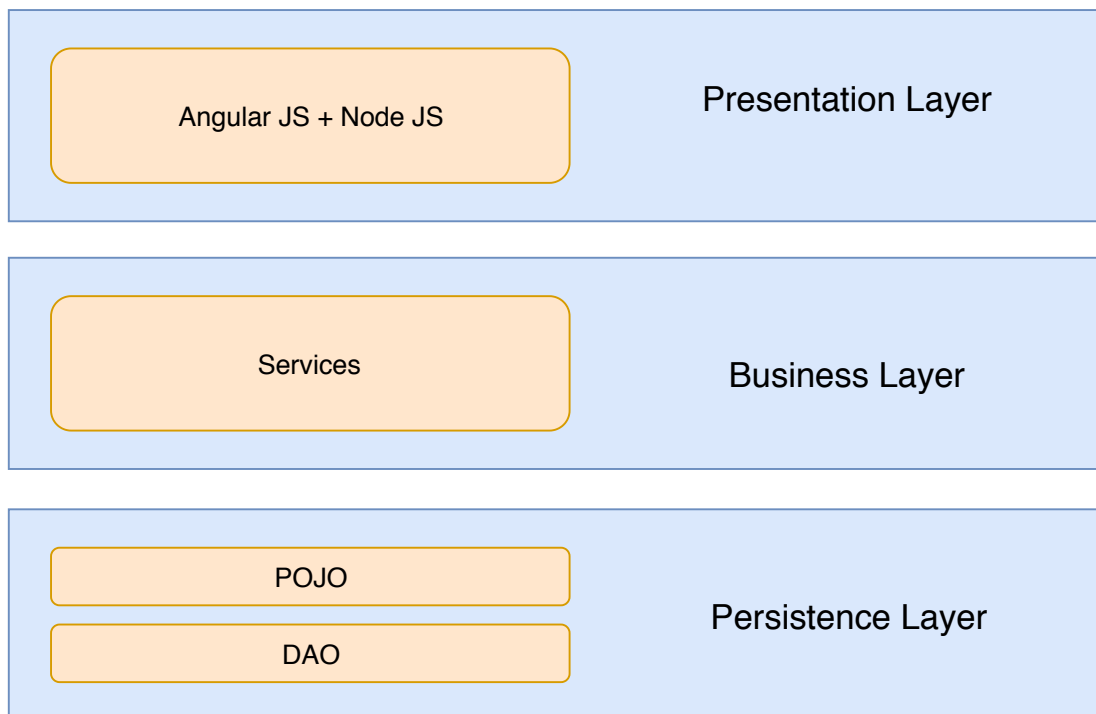 Angular JS + Node JS
Presentation Layer
Services
Business Layer
POJO
DAO
Persistence Layer